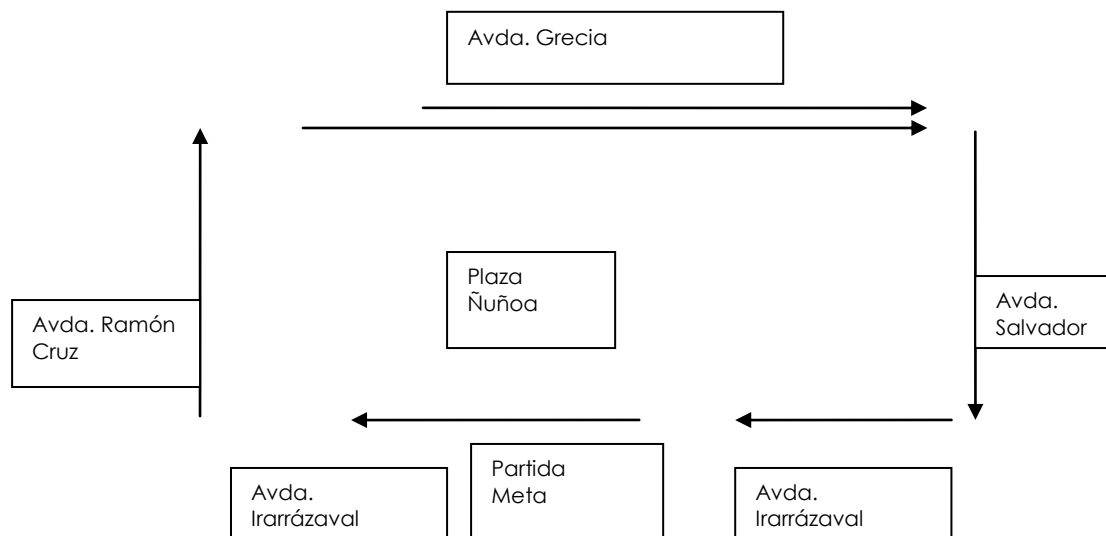 Avda. Grecia
Plaza
Ñuñoa
Avda. Ramón
Cruz
Avda.
Salvador
Avda.
Irarrázaval
Partida
Meta
Avda.
Irarrázaval